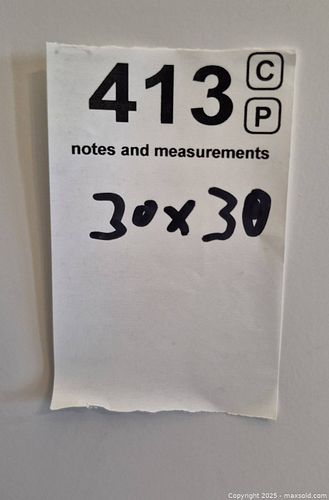 413 C
P
notes and measurements
30x30
Copyright © 2025 - maxsold.com